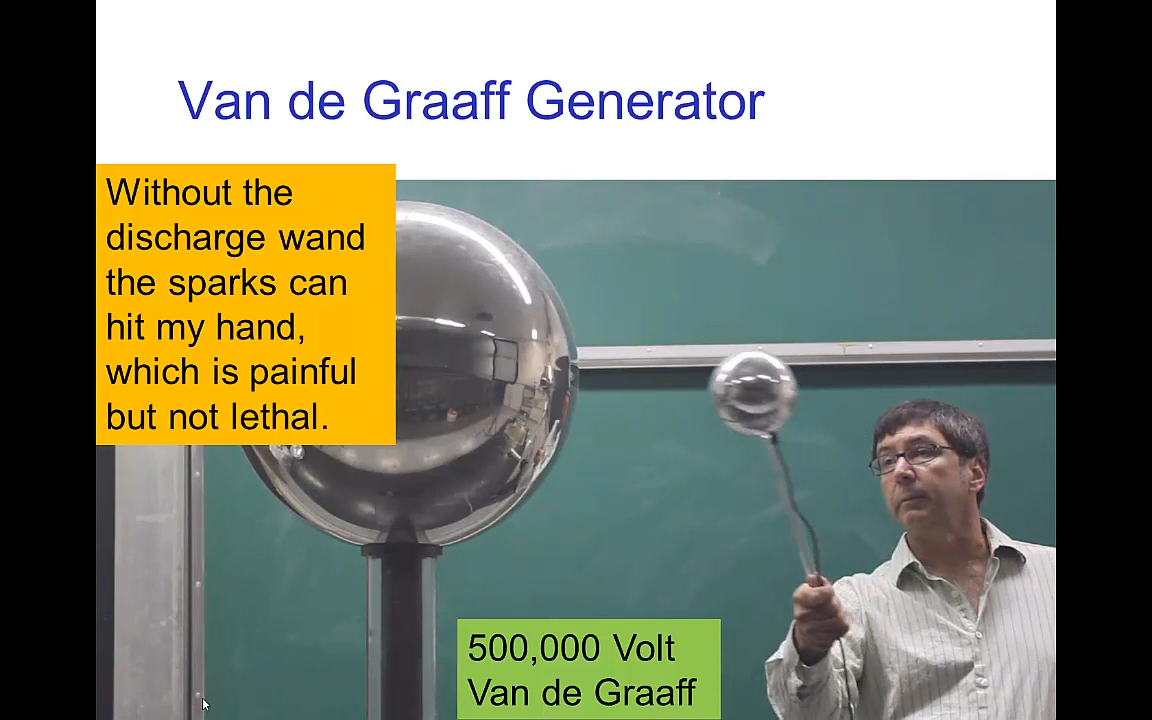 Van de Graaff Generator
Without the
discharge wand
the sparks can
hit my hand,
which is painful
but not lethal.
500,000 Volt
Van de Graaff